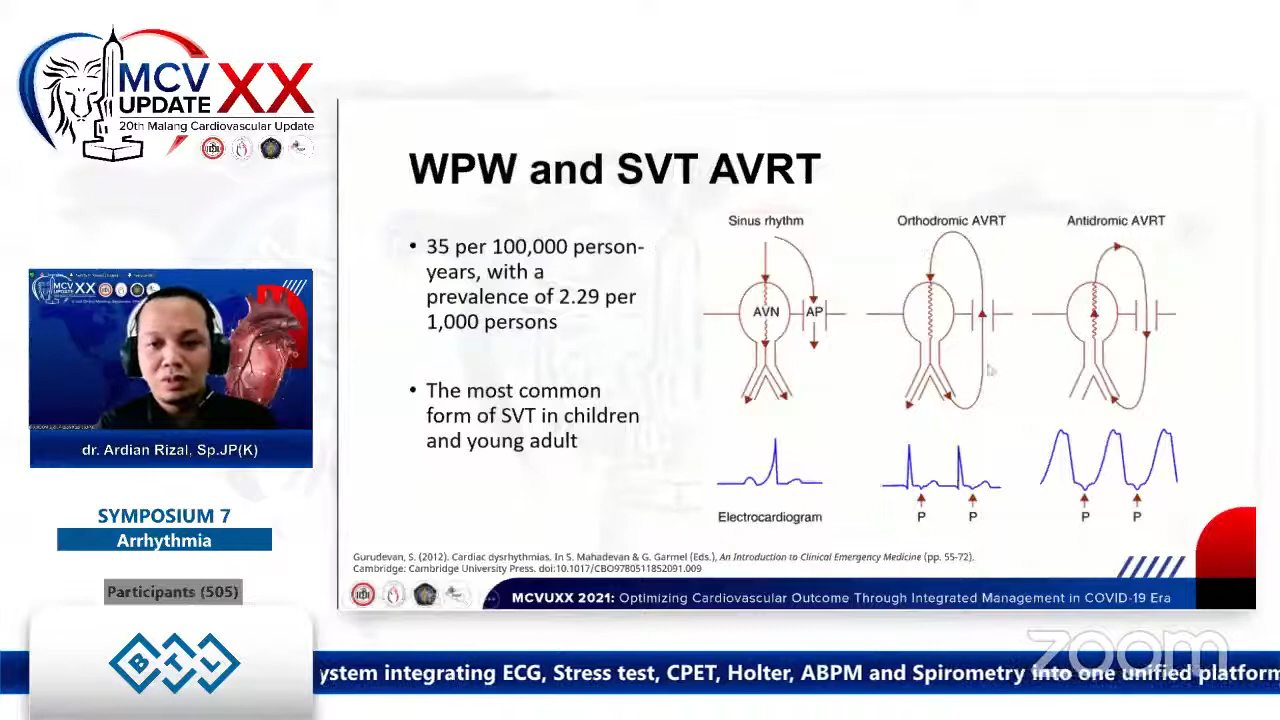 MCV XX
UPDATE
20th Malang Cardiovascular Update
WPW and SVT AVRT
• 35 per 100,000 person-
years, with a
prevalence of 2.29 per
1,000 persons
• The most common
form of SVT in children
and young adult
Sinus rhythm
Orthodromic AVRT
Antidromic AVRT
AVN
AP
Electrocardiogram
P
P
P
P
Gurudevan, S. (2012). Cardiac dysrhythmias. In S. Mahadevan & G. Garmel (Eds.), An Introduction to Clinical Emergency Medicine (pp. 55-72).
Cambridge: Cambridge University Press. doi:10.1017/CBO9780511852091.009
MCVUXX 2021: Optimizing Cardiovascular Outcome Through Integrated Management in COVID-19 Era
dr. Ardian Rizal, Sp.JP(K)
SYMPOSIUM 7
Arrhythmia
Participants (505)
BTL
ystem integrating ECG, Stress test, CPET, Holter, ABPM and Spirometry into one unified platform
zoom